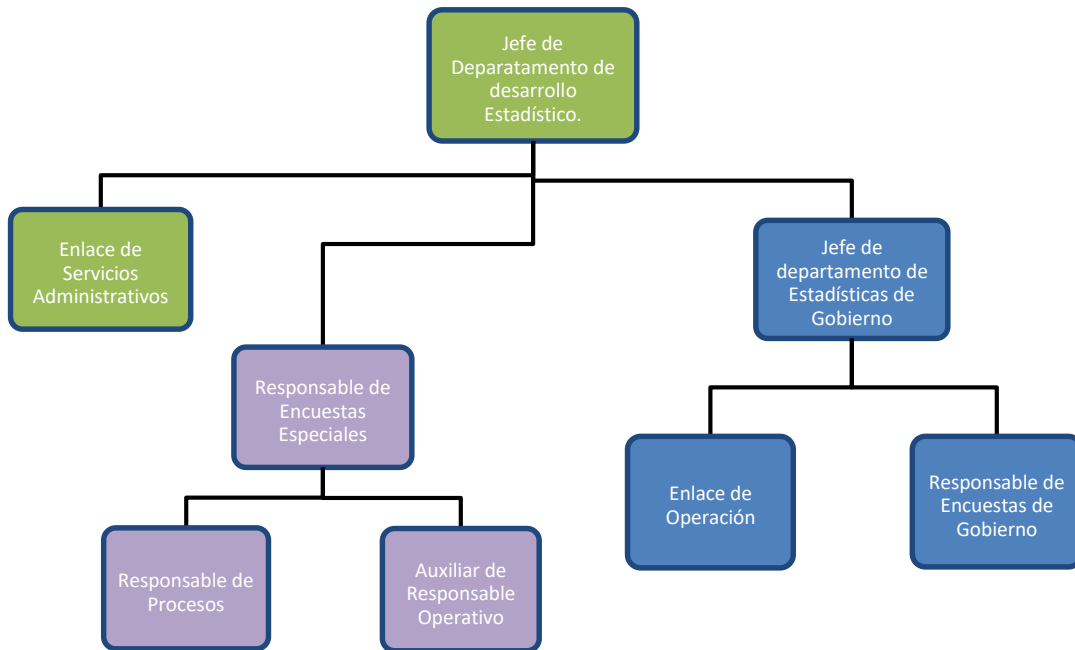 Jefe de
Deparatamento de
desarrollo
Estadístico.
Enlace de
Servicios
Administrativos
Jefe de
departamento de
Estadísticas de
Gobierno
Responsable de
Encuestas
Especiales
Enlace de
Operación
Responsable de
Encuestas de
Gobierno
Responsable de
Procesos
Auxiliar de
Responsable
Operativo